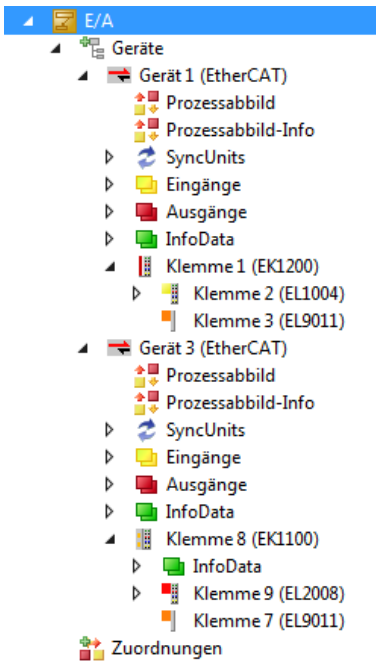 E/A
Geräte
Gerät 1 (EtherCAT)
Prozessabbild
Prozessabbild-Info
SyncUnits
Eingänge
Ausgänge
InfoData
Klemme 1 (EK1200)
Klemme 2 (EL1004)
Klemme 3 (EL9011)
Gerät 3 (EtherCAT)
Prozessabbild
Prozessabbild-Info
SyncUnits
Eingänge
Ausgänge
InfoData
Klemme 8 (EK1100)
InfoData
Klemme 9 (EL2008)
Klemme 7 (EL9011)
Zuordnungen